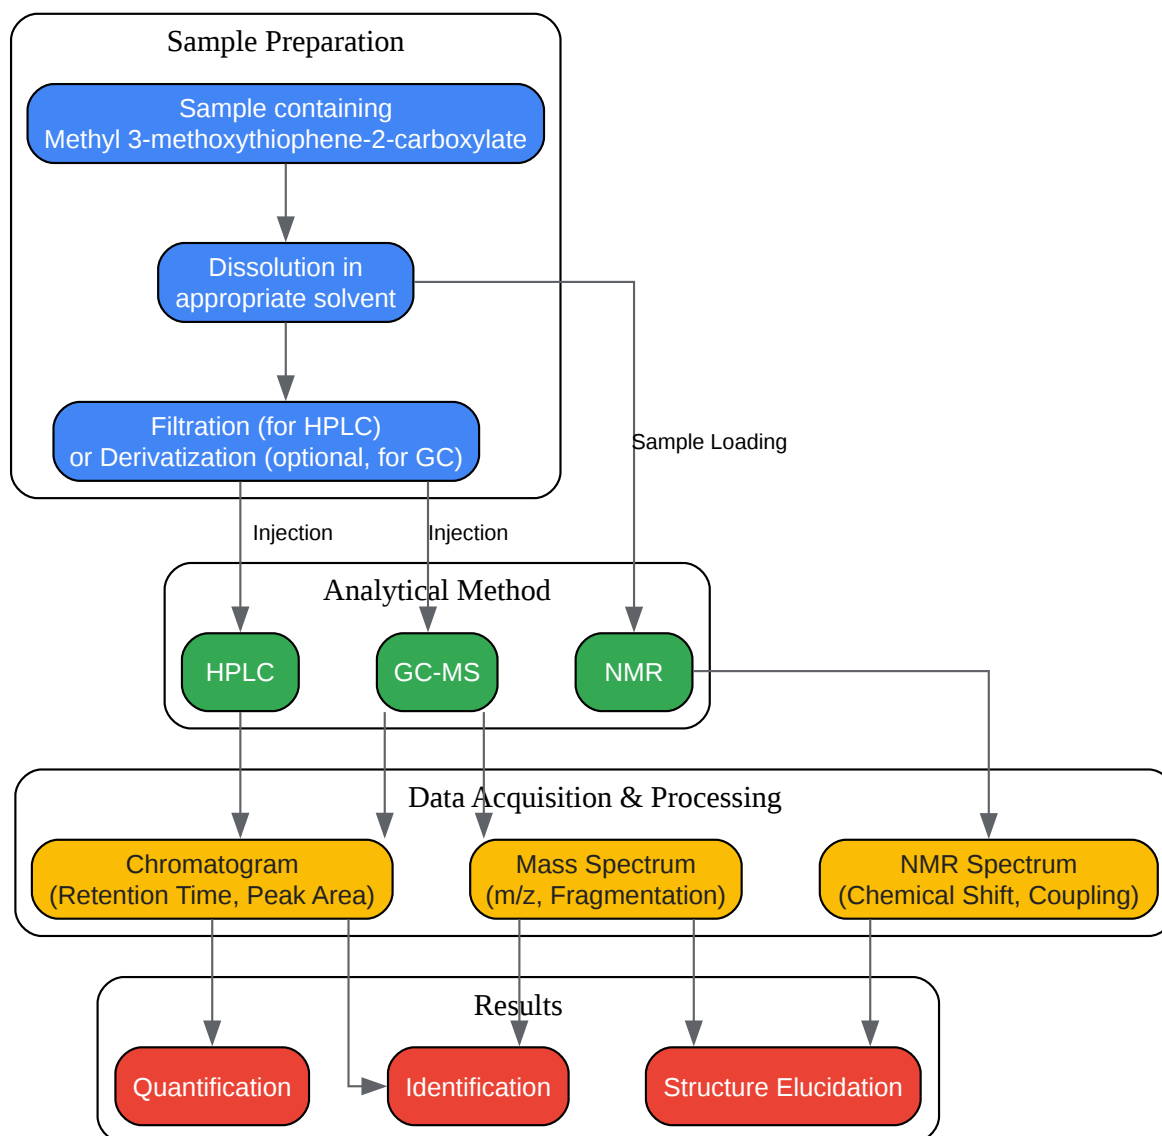 Sample Preparation
Sample containing
Methyl 3-methoxythiophene-2-carboxylate
Dissolution in
appropriate solvent
Filtration (for HPLC)
or Derivatization (optional, for GC)
Sample Loading
Injection
Injection
Analytical Method
HPLC
GC-MS
NMR
Data Acquisition & Processing
Chromatogram
(Retention Time, Peak Area)
Mass Spectrum
(m/z, Fragmentation)
NMR Spectrum
(Chemical Shift, Coupling)
Results
Quantification
Identification
Structure Elucidation